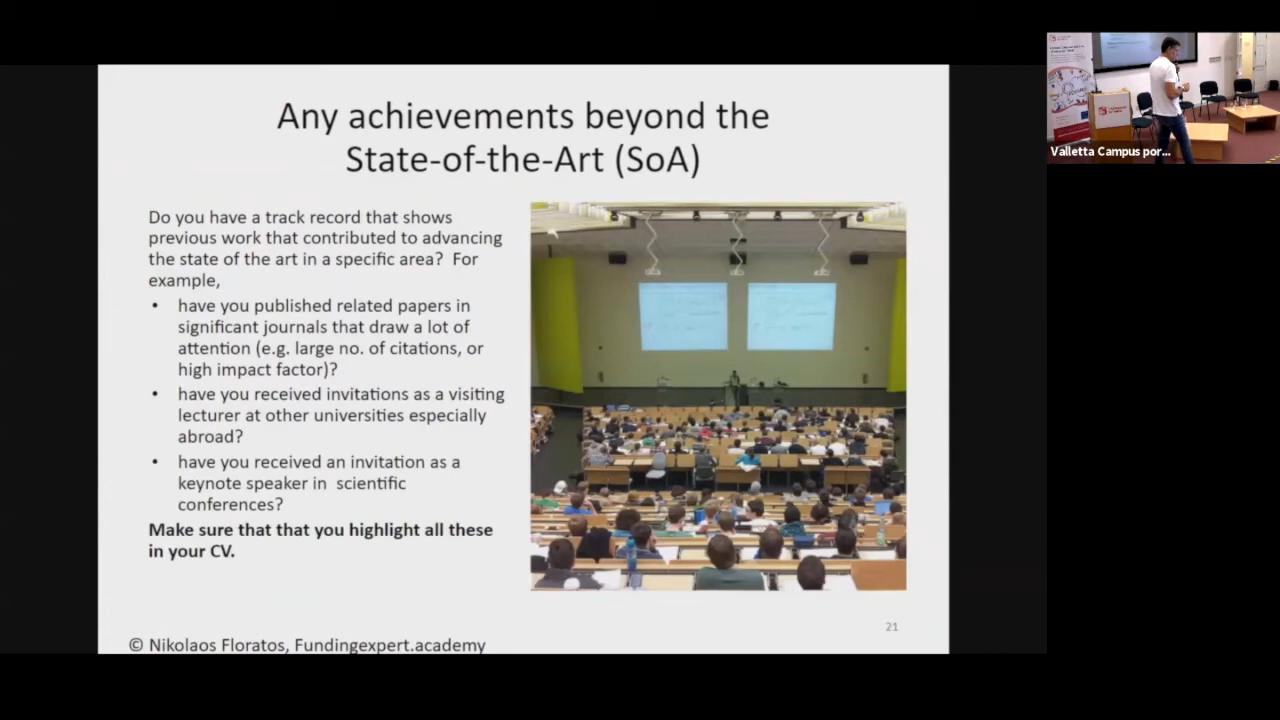 Any achievements beyond the
State-of-the-Art (SoA)
Do you have a track record that shows
previous work that contributed to advancing
the state of the art in a specific area? For
example,
• have you published related papers in
significant journals that draw a lot of
attention (e.g. large no. of citations, or
high impact factor)?
• have you received invitations as a visiting
lecturer at other universities especially
abroad?
• have you received an invitation as a
keynote speaker in scientific
conferences?
Make sure that that you highlight all these
in your CV.
21
© Nikolaos Floratos, Fundingexpert.academy
Valletta Campus por...